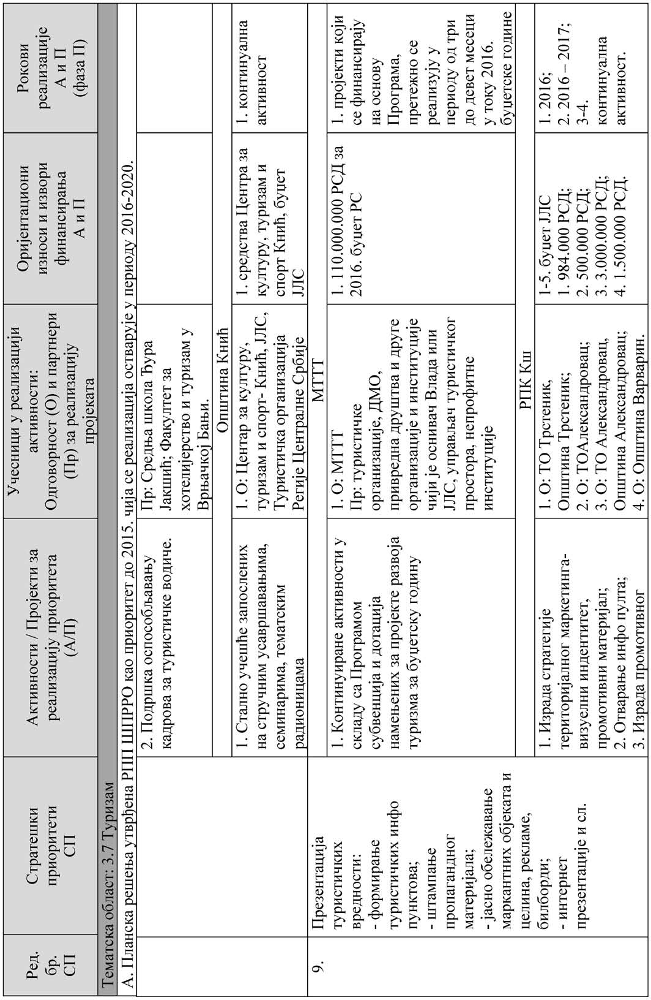 Ред.
бр.
СП
Стратешки
приоритети
СП
Активности / Пројекти за
реализацију приоритета
(А/П)
Учесници у реализацији
активности:
Одговорност (О) и партнери
(Пр) за реализацију
пројеката
Оријентациони
износи и извори
финансирања
А и П
Рокови
реализације
А и П
(фаза П)
Тематска област: 3.7 Туризам
А. Планска решења утврђена РПП ШПРРО као приоритет до 2015. чија се реализација остварује у периоду 2016-2020.
2. Подршка оспособљавању
кадрова за туристичке водиче.
Пр: Средња школа Ђура
Јакшић; Факултет за
хотелијерство и туризам у
Врњачкој Бањи.
Општина Кнић
1. Стално учешће запослених
на стручним усавршавањима,
семинарима, тематским
радионицама
1. О: Центар за културу,
туризам и спорт- Кнић, ЈЛС,
Туристичка организација
Регије Централне Србије
1. средства Центра за
културу, туризам и
спорт Кнић, буџет
ЈЛС
1. континуална
активност
9.
Презентација
туристичких
вредности:
- формирање
туристичких инфо
пунктова;
- штампање
пропагандног
материјала;
- јасно обележавање
маркантних објеката и
целина, рекламе,
билборди;
- интернет
презентације и сл.
МТТТ
1. Континуиране активности у
складу са Програмом
субвенција и дотација
намењених за пројекте развоја
туризма за буџетску годину
1. О: МТТТ
Пр: туристичке
организације, ДМО,
привредна друштва и друге
организације и институције
чији је оснивач Влада или
ЈЛС, управљач туристичког
простора, непрофитне
институције
1. 110.000.000 РСД за
2016. буџет РС
1. пројекти који
се финансирају
на основу
Програма,
претежно се
реализују у
периоду од три
до девет месеци
у току 2016.
буџетске године
РПК Кш
1. Израда стратегије
територијалног маркетинга-
визуелни индентитет,
промотивни материјал;
2. Отварање инфо пулта;
3. Израда промотивног
1. О: ТО Трстеник,
Општина Трстеник;
2. О: ТОАлександровац;
3. О: ТО Александровац,
Општина Александровац;
4. О: Општина Варварин.
1-5. буџет ЈЛС
1. 984.000 РСД;
2. 500.000 РСД;
3. 3.000.000 РСД;
4. 1.500.000 РСД.
1. 2016;
2. 2016 – 2017;
3-4.
континуална
активност.